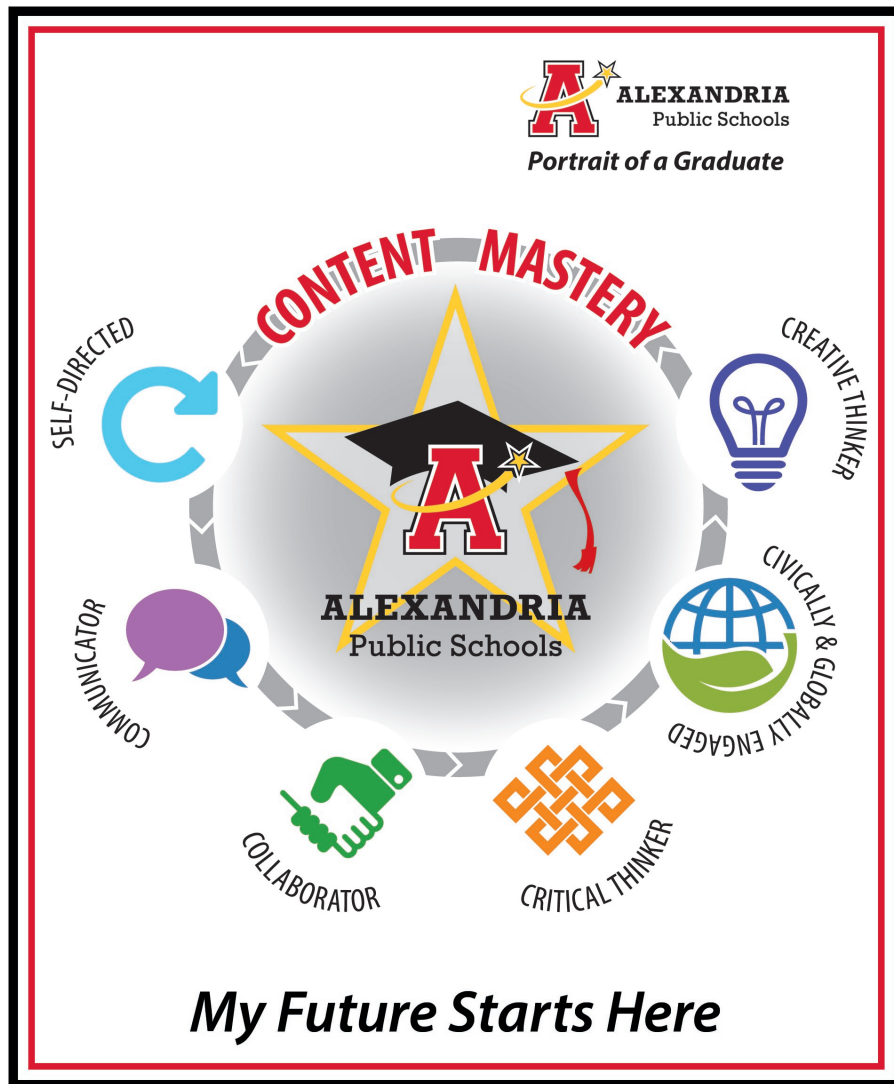 A
ALEXANDRIA
Public Schools
Portrait of a Graduate
CONTENT MASTERY
SELF-DIRECTED
CREATIVE THINKER
A
ALEXANDRIA
Public Schools
COMMUNICATOR
CIVICALLY & GLOBALLY ENGAGED
COLLABORATOR
CRITICAL THINKER
My Future Starts Here